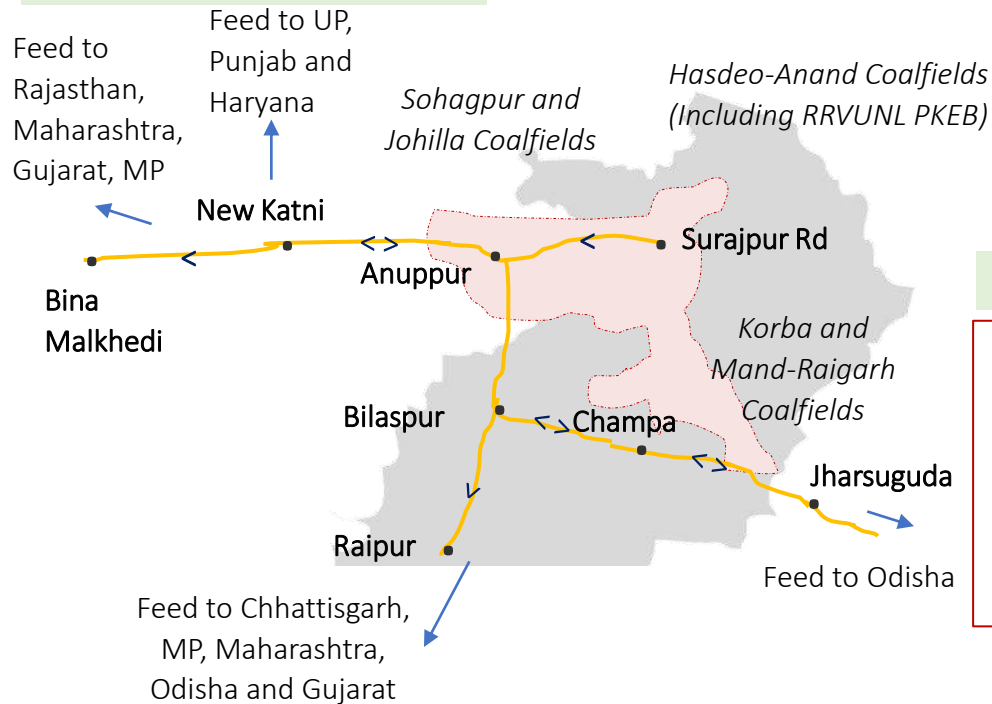 Feed to
Rajasthan,
Maharashtra,
Gujarat, MP
Feed to UP,
Punjab and
Haryana
Sohagpur and
Johilla Coalfields
Hasdeo-Anand Coalfields
(Including RRVUNL PKEB)
New Katni
Anuppur
Surajpur Rd
Bina
Malkhedi
Korba and
Mand-Raigarh
Coalfields
Bilaspur
Champa
Jharsuguda
Raipur
Feed to Odisha
Feed to Chhattisgarh,
MP, Maharashtra,
Odisha and Gujarat